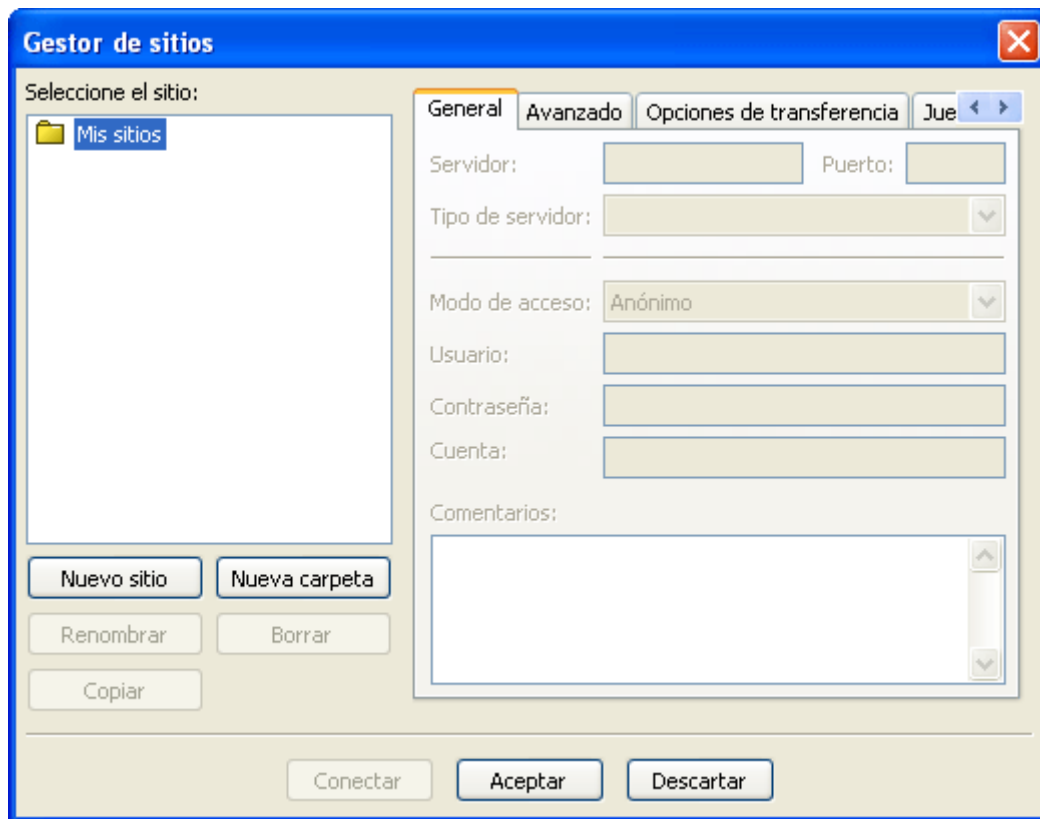 Gestor de sitios
Seleccione el sitio:
Mis sitios
Nuevo sitio
Nueva carpeta
Renombrar
Borrar
Copiar
General
Avanzado
Opciones de transferencia
Jue
Servidor:
Puerto:
Tipo de servidor:
Modo de acceso:
Anónimo
Usuario:
Contraseña:
Cuenta:
Comentarios:
Conectar
Aceptar
Descartar